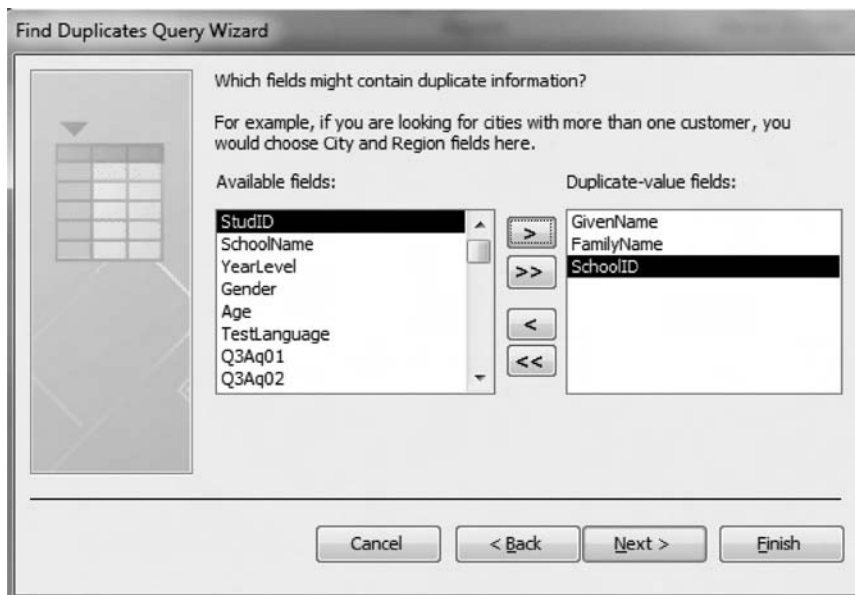 Find Duplicates Query Wizard
Which fields might contain duplicate information?
For example, if you are looking for cities with more than one customer, you
would choose City and Region fields here.
Available fields:
StudID
SchoolName
YearLevel
Gender
Age
TestLanguage
Q3Aq01
Q3Aq02
>
>>
<
<<
Duplicate-value fields:
GivenName
FamilyName
SchoolID
Cancel
< Back
Next >
Finish